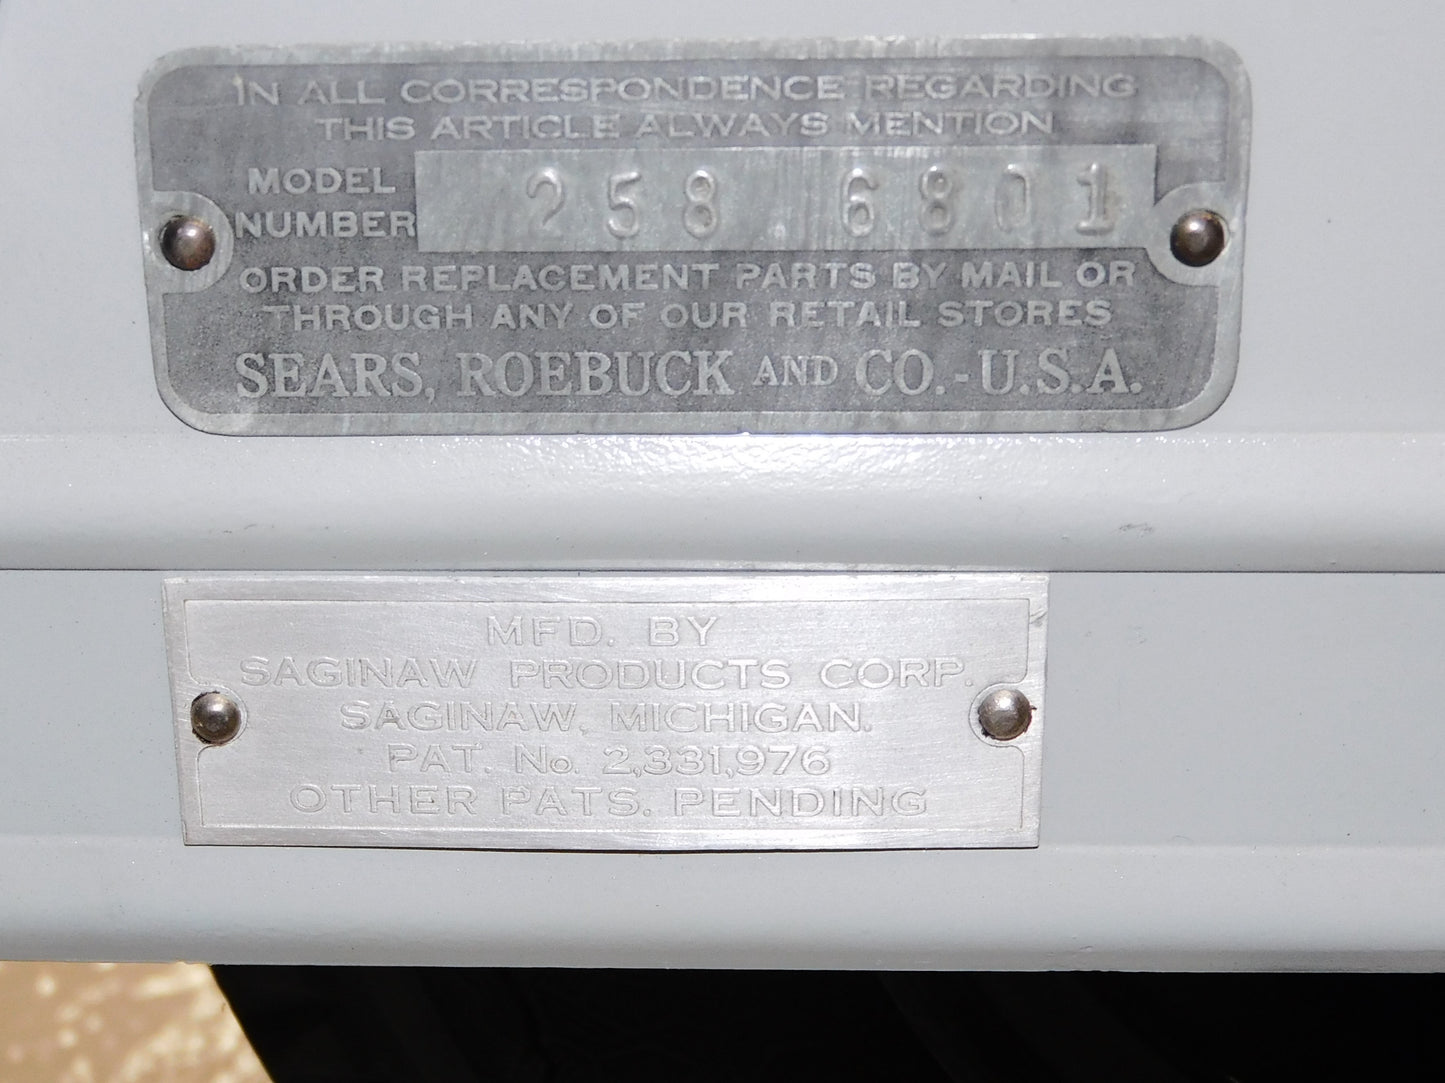 IN ALL CORRESPONDENCE REGARDING
THIS ARTICLE ALWAYS MENTION
MODEL
NUMBER 258 6801
ORDER REPLACEMENT PARTS BY MAIL OR
THROUGH ANY OF OUR RETAIL STORES
SEARS, ROEBUCK AND CO.-U.S.A.
MFD. BY
SAGINAW PRODUCTS CORP.
SAGINAW, MICHIGAN.
PAT. No. 2,331,976
OTHER PATS. PENDING